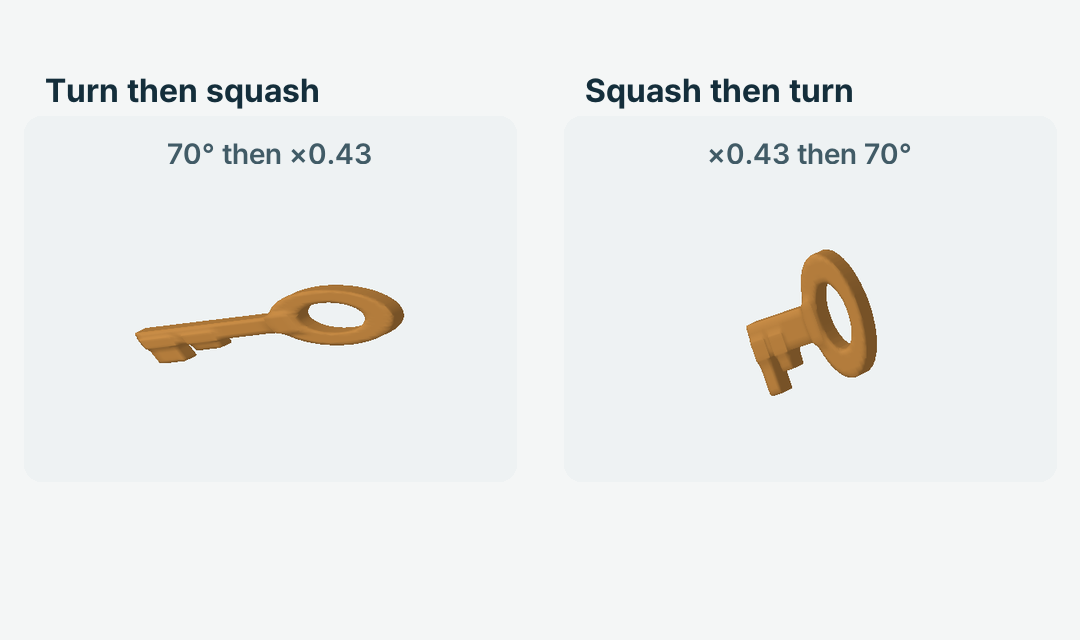 Turn then squash
70° then ×0.43
Squash then turn
×0.43 then 70°